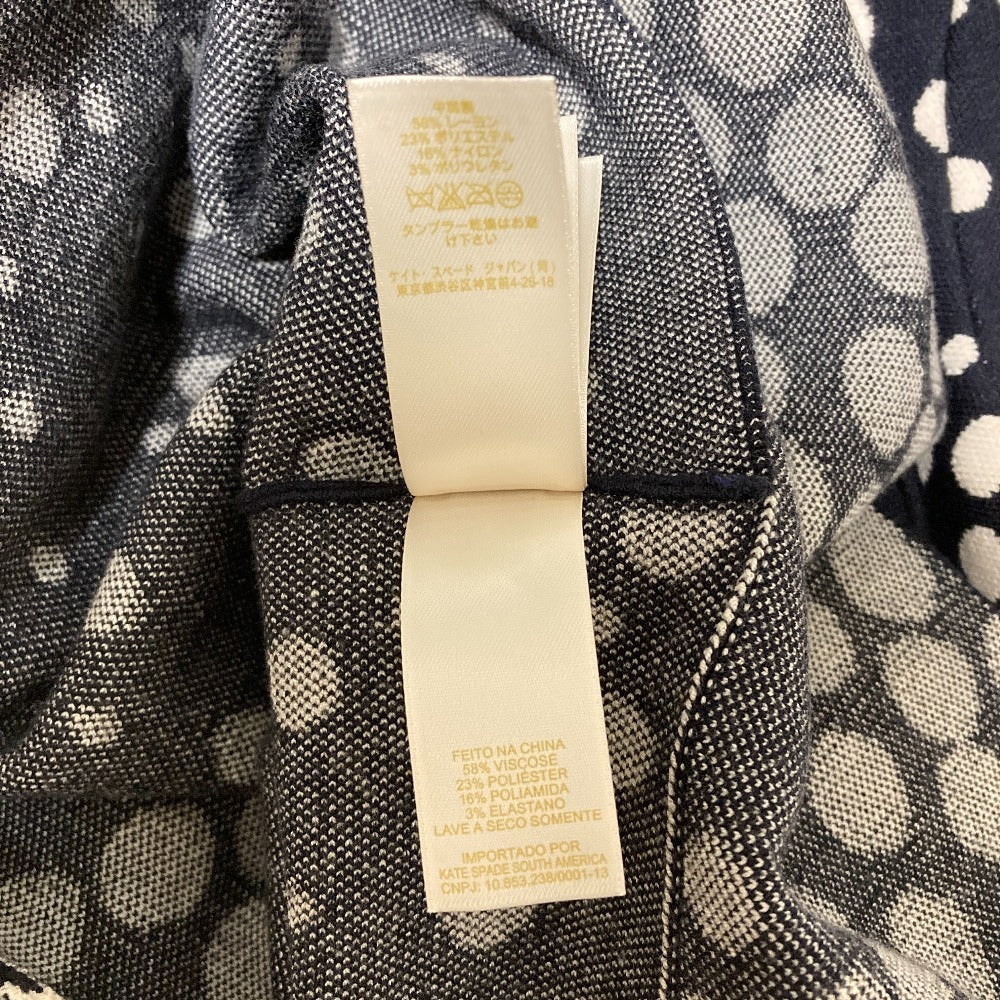 中国製
58% レーヨン
23% ポリエステル
16% ナイロン
3% ポリウレタン
タンブラー乾燥はお避
け下さい
ケイト・スペード ジャパン(有)
東京都渋谷区神宮前4-25-18
FEITO NA CHINA
58% VISCOSE
23% POLIÉSTER
16% POLIAMIDA
3% ELASTANO
LAVE A SECO SOMENTE
IMPORTADO POR
KATE SPADE SOUTH AMERICA
CNPJ: 10.853.238/0001-13